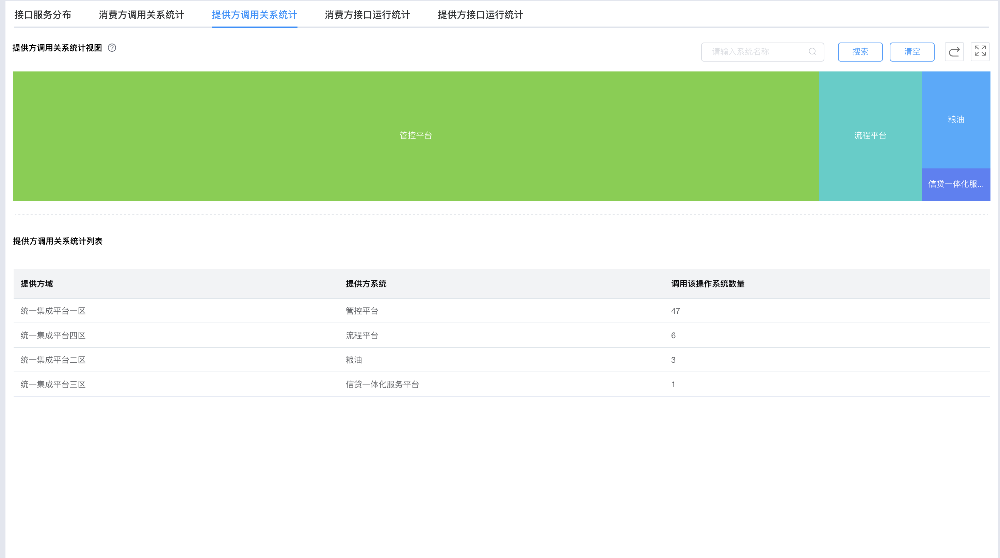 接口服务分布 消费方调用关系统计 提供方调用关系统计 消费方接口运行统计 提供方接口运行统计
提供方调用关系统计视图 ? 请输入系统名称 搜索 清空
管控平台
流程平台
粮油
信贷一体化服...
提供方调用关系统计列表
提供方域 提供方系统 调用该操作系统数量
统一集成平台一区 管控平台 47
统一集成平台四区 流程平台 6
统一集成平台二区 粮油 3
统一集成平台三区 信贷一体化服务平台 1